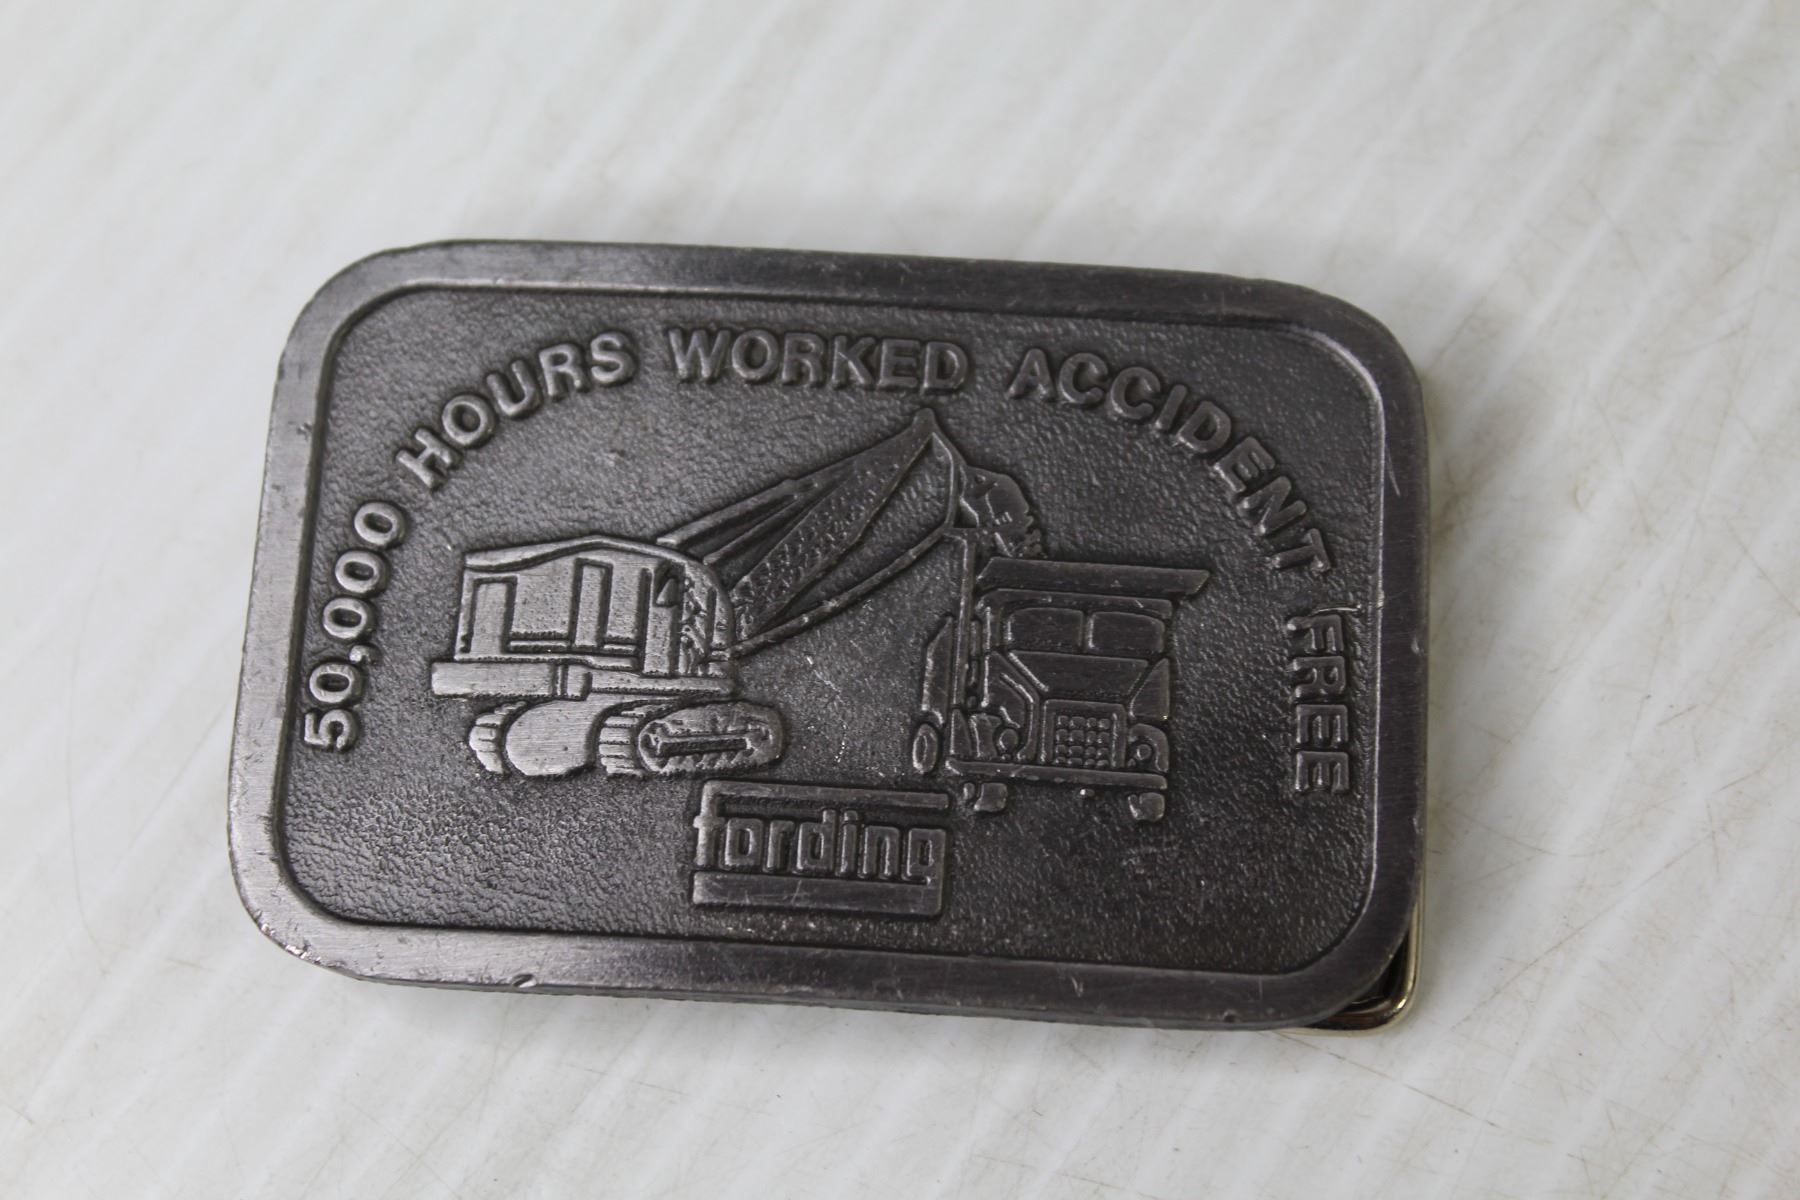 50,000 HOURS WORKED ACCIDENT FREE
fording